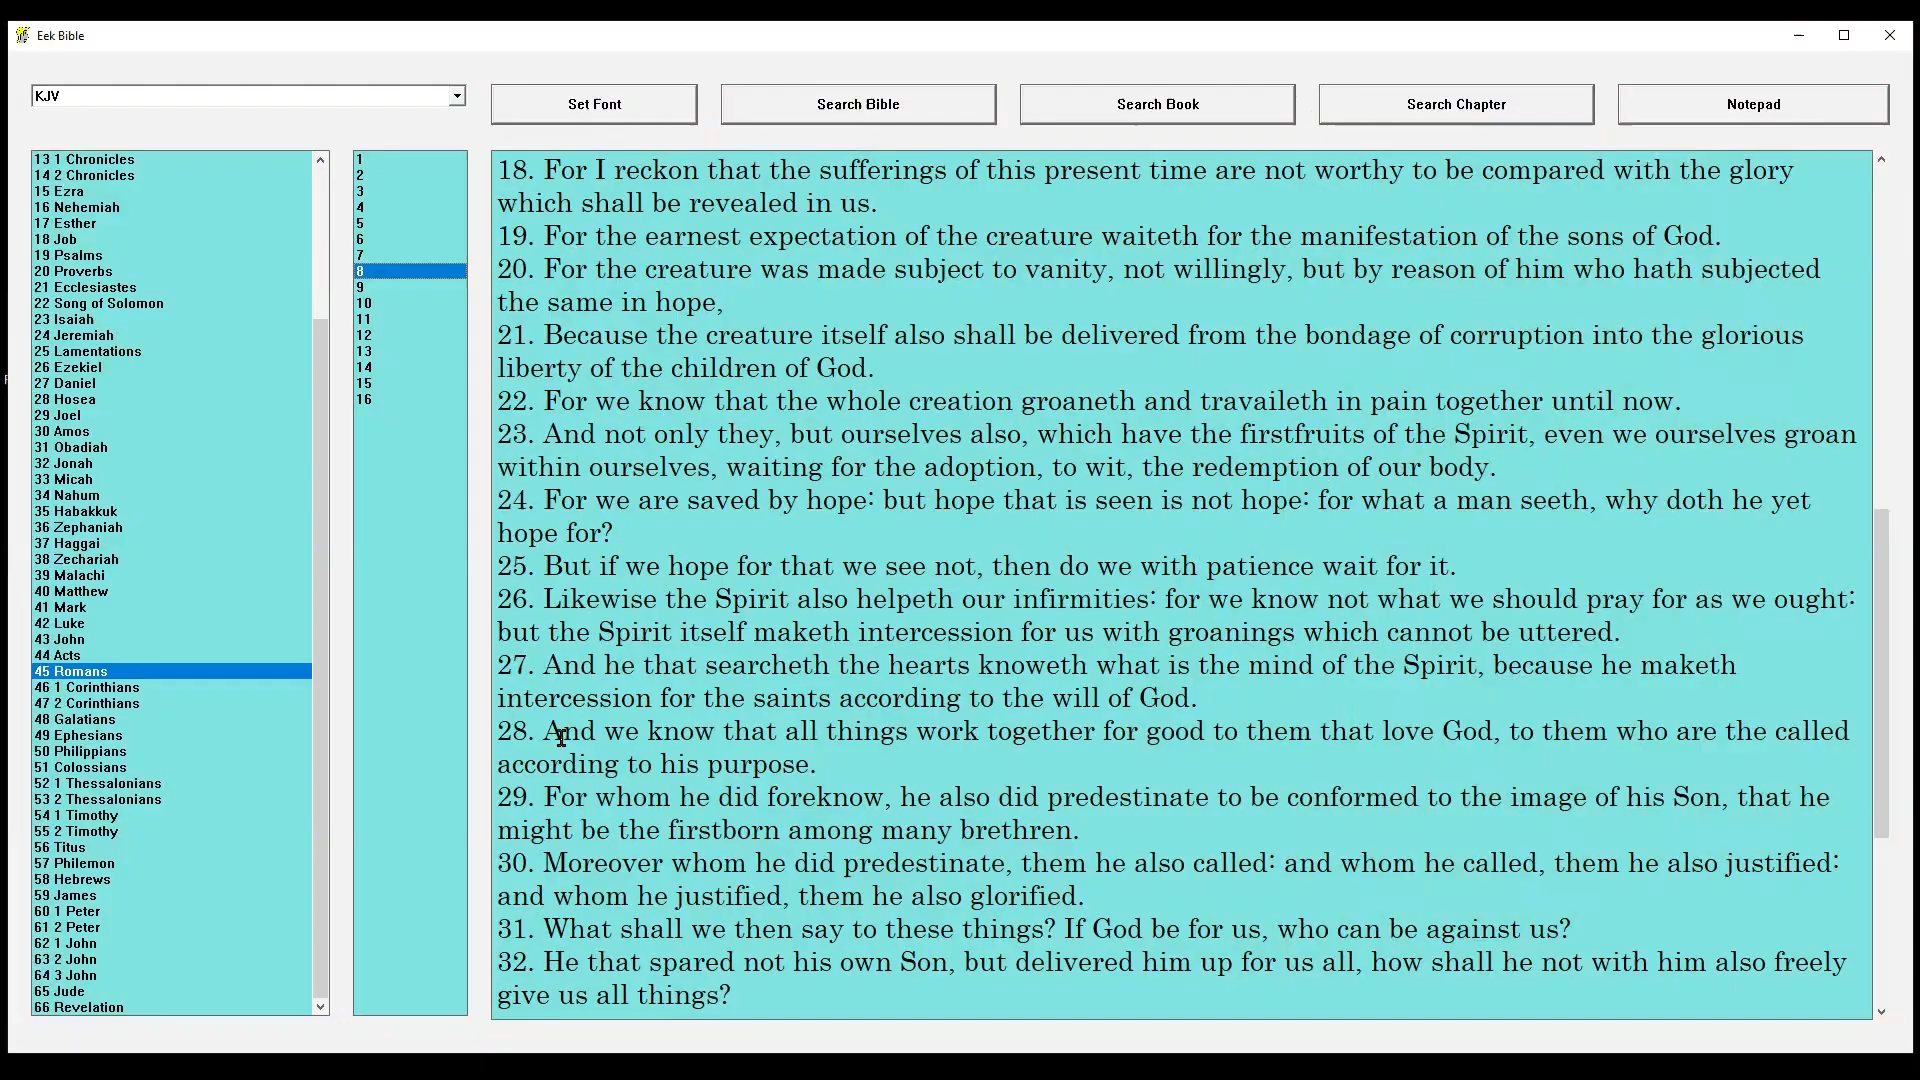 Eek Bible
KJV
Set Font
Search Bible
Search Book
Search Chapter
Notepad
13 1 Chronicles
14 2 Chronicles
15 Ezra
16 Nehemiah
17 Esther
18 Job
19 Psalms
20 Proverbs
21 Ecclesiastes
22 Song of Solomon
23 Isaiah
24 Jeremiah
25 Lamentations
26 Ezekiel
27 Daniel
28 Hosea
29 Joel
30 Amos
31 Obadiah
32 Jonah
33 Micah
34 Nahum
35 Habakkuk
36 Zephaniah
37 Haggai
38 Zechariah
39 Malachi
40 Matthew
41 Mark
42 Luke
43 John
44 Acts
45 Romans
46 1 Corinthians
47 2 Corinthians
48 Galatians
49 Ephesians
50 Philippians
51 Colossians
52 1 Thessalonians
53 2 Thessalonians
54 1 Timothy
55 2 Timothy
56 Titus
57 Philemon
58 Hebrews
59 James
60 1 Peter
61 2 Peter
62 1 John
63 2 John
64 3 John
65 Jude
66 Revelation
1
2
3
4
5
6
7
8
9
10
11
12
13
14
15
16
18. For I reckon that the sufferings of this present time are not worthy to be compared with the glory
which shall be revealed in us.
19. For the earnest expectation of the creature waiteth for the manifestation of the sons of God.
20. For the creature was made subject to vanity, not willingly, but by reason of him who hath subjected
the same in hope,
21. Because the creature itself also shall be delivered from the bondage of corruption into the glorious
liberty of the children of God.
22. For we know that the whole creation groaneth and travaileth in pain together until now.
23. And not only they, but ourselves also, which have the firstfruits of the Spirit, even we ourselves groan
within ourselves, waiting for the adoption, to wit, the redemption of our body.
24. For we are saved by hope: but hope that is seen is not hope: for what a man seeth, why doth he yet
hope for?
25. But if we hope for that we see not, then do we with patience wait for it.
26. Likewise the Spirit also helpeth our infirmities: for we know not what we should pray for as we ought:
but the Spirit itself maketh intercession for us with groanings which cannot be uttered.
27. And he that searcheth the hearts knoweth what is the mind of the Spirit, because he maketh
intercession for the saints according to the will of God.
28. And we know that all things work together for good to them that love God, to them who are the called
according to his purpose.
29. For whom he did foreknow, he also did predestinate to be conformed to the image of his Son, that he
might be the firstborn among many brethren.
30. Moreover whom he did predestinate, them he also called: and whom he called, them he also justified:
and whom he justified, them he also glorified.
31. What shall we then say to these things? If God be for us, who can be against us?
32. He that spared not his own Son, but delivered him up for us all, how shall he not with him also freely
give us all things?